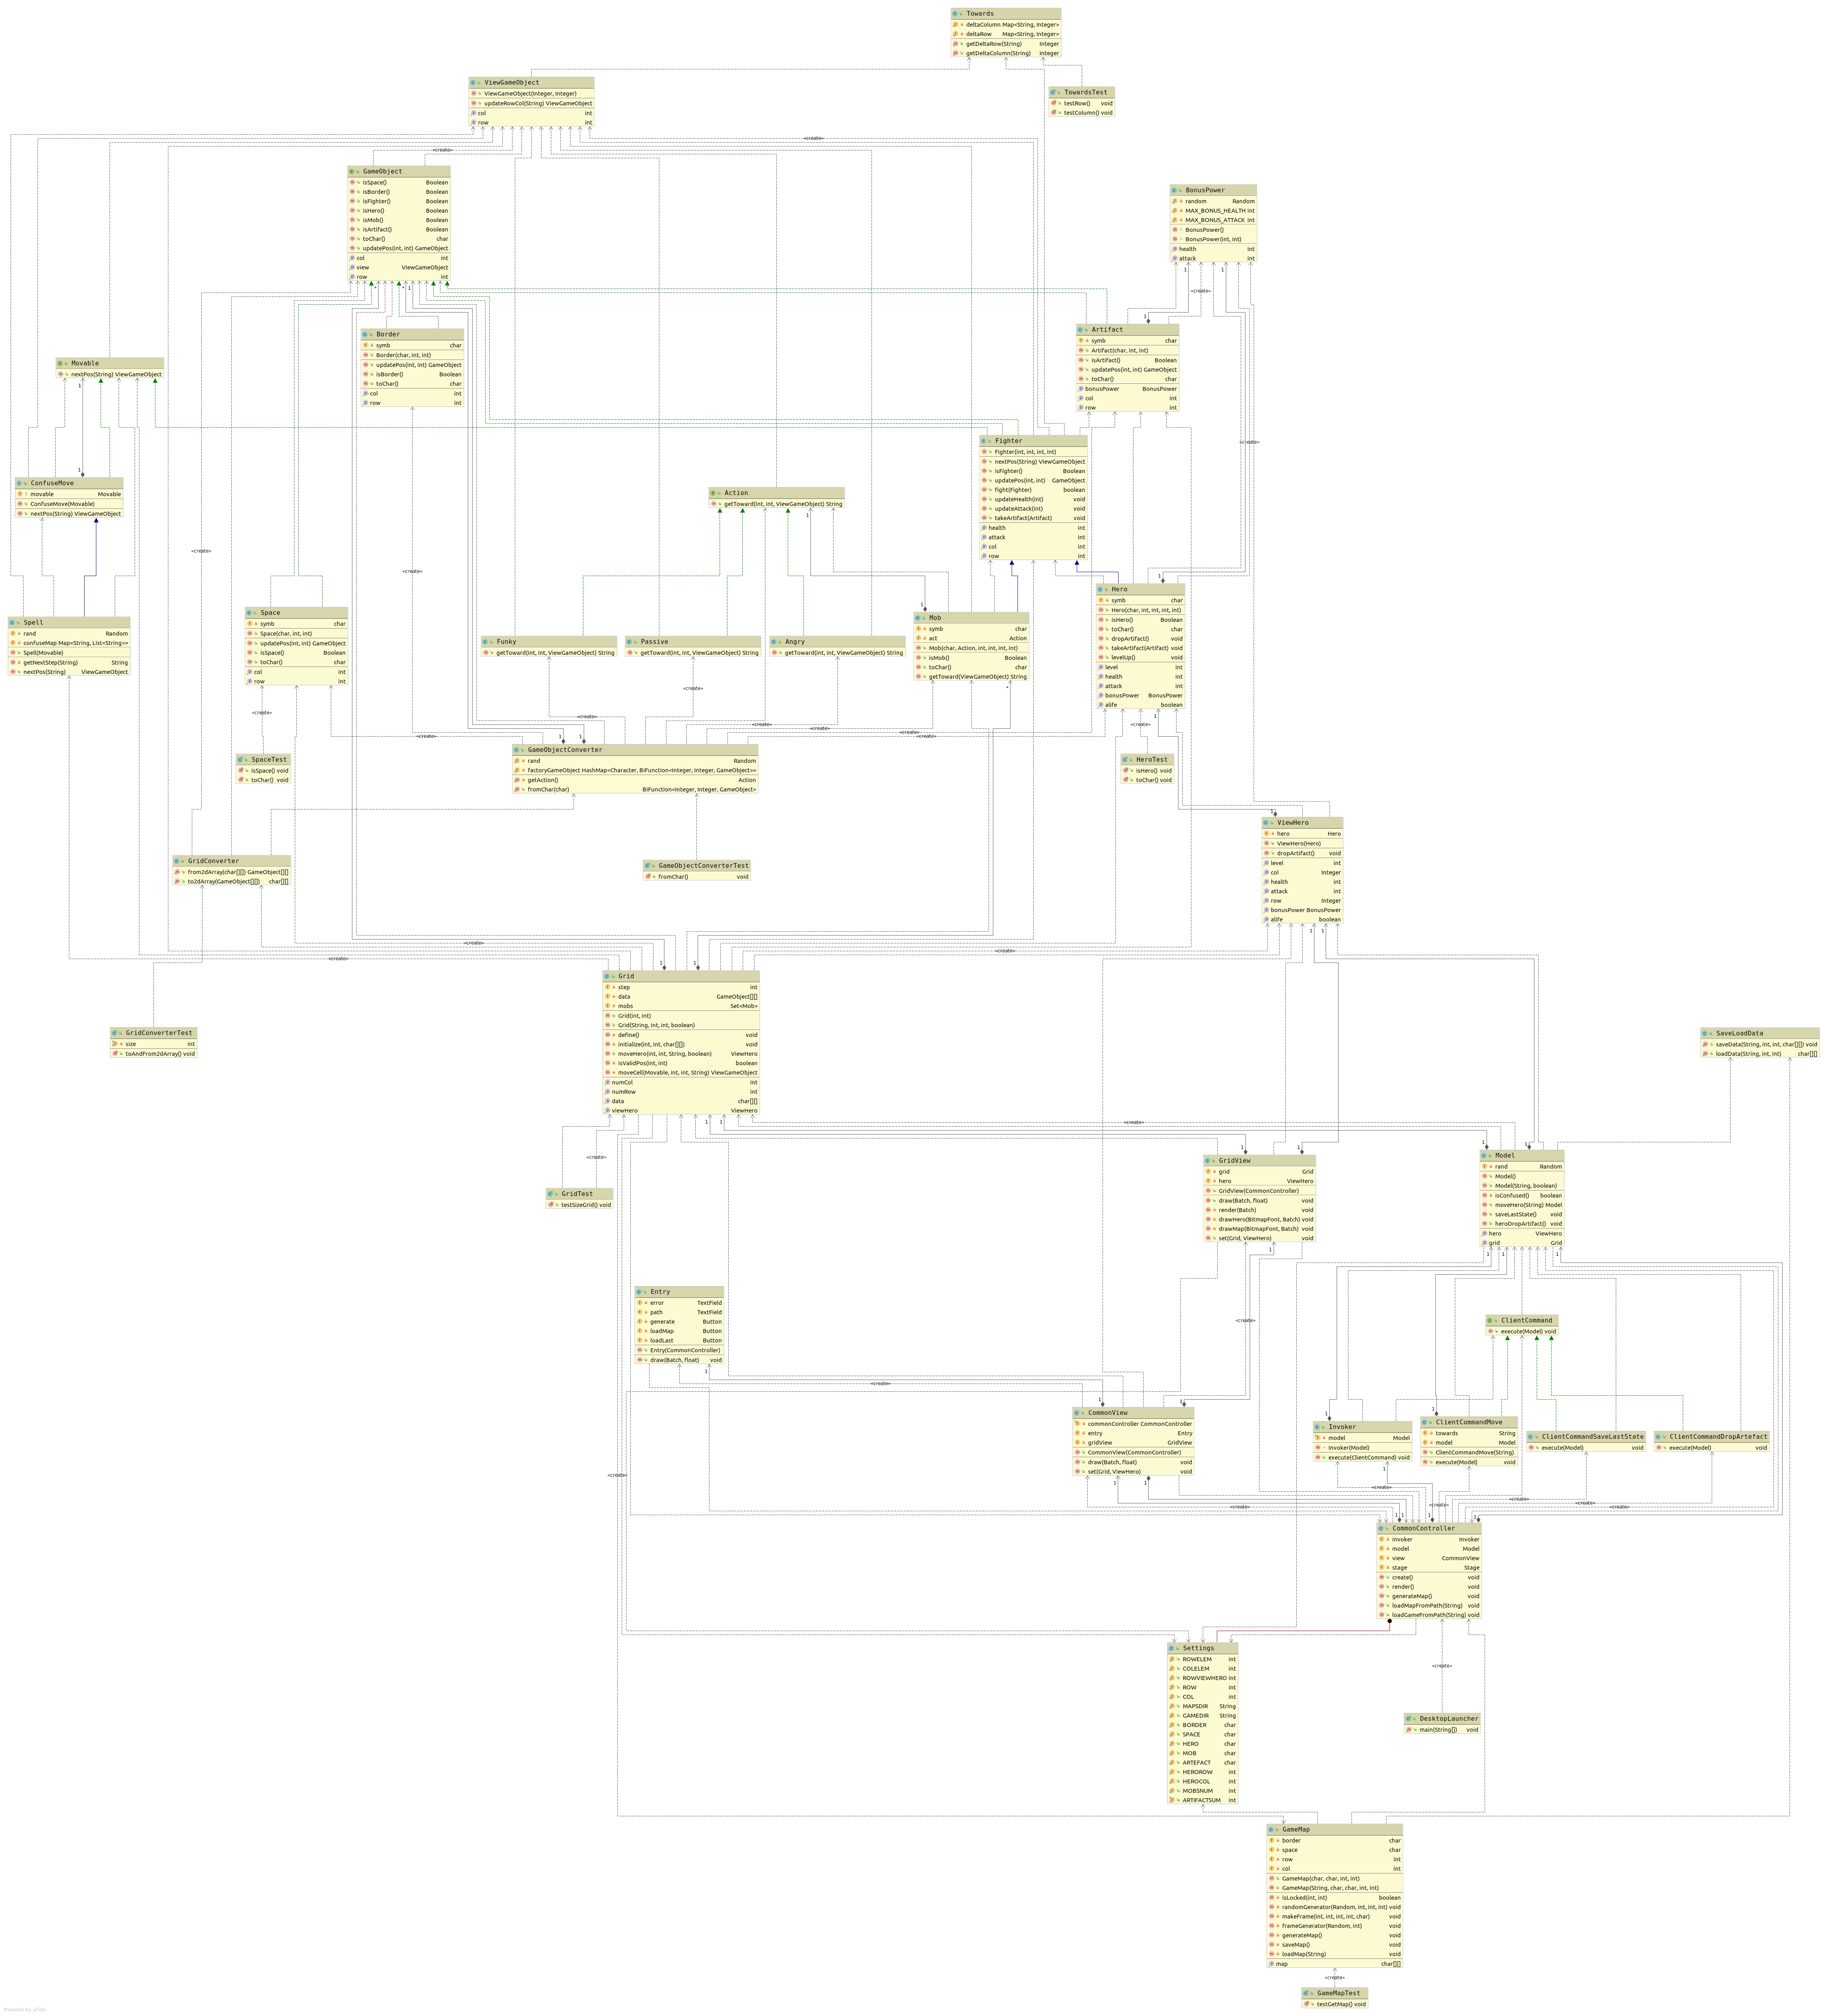 Towards
deltaColumn Map<String, Integer>
deltaRow Map<String, Integer>
getDeltaRow(String) Integer
getDeltaColumn(String) Integer
ViewGameObject
ViewGameObject(Integer, Integer)
updateRowCol(String) ViewGameObject
col int
row int
TowardsTest
testRow() void
testColumn() void
«create»
«create»
GameObject
isSpace() Boolean
isBorder() Boolean
isFighter() Boolean
isHero() Boolean
isMob() Boolean
isArtifact() Boolean
toChar() char
updatePos(int, int) GameObject
col int
view ViewGameObject
row int
BonusPower
random Random
MAX_BONUS_HEALTH int
MAX_BONUS_ATTACK int
BonusPower()
BonusPower(int, int)
health int
attack int
«create»
Border
symb char
Border(char, int, int)
updatePos(int, int) GameObject
isBorder() Boolean
toChar() char
col int
row int
Artifact
symb char
Artifact(char, int, int)
isArtifact() Boolean
updatePos(int, int) GameObject
toChar() char
bonusPower BonusPower
col int
row int
Movable
nextPos(String) ViewGameObject
«create»
Fighter
Fighter(int, int, int, int)
nextPos(String) ViewGameObject
isFighter() Boolean
updatePos(int, int) GameObject
fight(Fighter) boolean
updateHealth(int) void
updateAttack(int) void
takeArtifact(Artifact) void
health int
attack int
col int
row int
ConfuseMove
movable Movable
ConfuseMove(Movable)
nextPos(String) ViewGameObject
Action
getToward(int, int, ViewGameObject) String
«create»
«create»
Spell
rand Random
confuseMap Map<String, List<String>>
Spell(Movable)
getNextStep(String) String
nextPos(String) ViewGameObject
Space
symb char
Space(char, int, int)
updatePos(int, int) GameObject
isSpace() Boolean
toChar() char
col int
row int
Funky
getToward(int, int, ViewGameObject) String
Passive
getToward(int, int, ViewGameObject) String
Angry
getToward(int, int, ViewGameObject) String
Mob
symb char
act Action
Mob(char, Action, int, int, int, int)
isMob() Boolean
toChar() char
getToward(ViewGameObject) String
Hero
symb char
Hero(char, int, int, int, int)
isHero() Boolean
toChar() char
dropArtifact() void
takeArtifact(Artifact) void
levelUp() void
level int
health int
attack int
bonusPower BonusPower
alife boolean
«create»
«create»
«create»
«create»
«create»
«create»
«create»
«create»
«create»
SpaceTest
isSpace() void
toChar() void
GameObjectConverter
rand Random
factoryGameObject HashMap<Character, BiFunction<Integer, Integer, GameObject>>
getAction() Action
fromChar(char) BiFunction<Integer, Integer, GameObject>
HeroTest
isHero() void
toChar() void
ViewHero
hero Hero
ViewHero(Hero)
dropArtifact() void
level int
col Integer
health int
attack int
row Integer
bonusPower BonusPower
alife boolean
GridConverter
from2dArray(char[][]) GameObject[][]
to2dArray(GameObject[][]) char[][]
GameObjectConverterTest
fromChar() void
«create»
«create»
«create»
Grid
step int
data GameObject[][]
mobs Set<Mob>
Grid(int, int)
Grid(String, int, int, boolean)
define() void
initialize(int, int, char[][]) void
moveHero(int, int, String, boolean) ViewHero
isValidPos(int, int) boolean
moveCell(Movable, int, int, String) ViewGameObject
numCol int
numRow int
data char[][]
viewHero ViewHero
GridConverterTest
size int
toAndFrom2dArray() void
SaveLoadData
saveData(String, int, int, char[][]) void
loadData(String, int, int) char[][]
«create»
«create»
GridTest
testSizeGrid() void
GridView
grid Grid
hero ViewHero
GridView(CommonController)
draw(Batch, float) void
render(Batch) void
drawHero(BitmapFont, Batch) void
drawMap(BitmapFont, Batch) void
set(Grid, ViewHero) void
Model
rand Random
Model()
Model(String, boolean)
isConfused() boolean
moveHero(String) Model
saveLastState() void
heroDropArtifact() void
hero ViewHero
grid Grid
Entry
error TextField
path TextField
generate Button
loadMap Button
loadLast Button
Entry(CommonController)
draw(Batch, float) void
«create»
ClientCommand
execute(Model) void
«create»
CommonView
commonController CommonController
entry Entry
gridView GridView
CommonView(CommonController)
draw(Batch, float) void
set(Grid, ViewHero) void
Invoker
model Model
Invoker(Model)
execute(ClientCommand) void
ClientCommandMove
towards String
model Model
ClientCommandMove(String)
execute(Model) void
ClientCommandSaveLastState
execute(Model) void
ClientCommandDropArtefact
execute(Model) void
«create»
«create»
«create»
«create»
«create»
«create»
«create»
CommonController
invoker Invoker
model Model
view CommonView
stage Stage
create() void
render() void
generateMap() void
loadMapFromPath(String) void
loadGameFromPath(String) void
«create»
Settings
ROWELEM int
COLELEM int
ROWVIEWHERO int
ROW int
COL int
MAPSDIR String
GAMEDIR String
BORDER char
SPACE char
HERO char
MOB char
ARTEFACT char
HEROROW int
HEROCOL int
MOBSNUM int
ARTIFACTSUM int
DesktopLauncher
main(String[]) void
GameMap
border char
space char
row int
col int
GameMap(char, char, int, int)
GameMap(String, char, char, int, int)
isLocked(int, int) boolean
randomGenerator(Random, int, int, int) void
makeFrame(int, int, int, int, char) void
frameGenerator(Random, int) void
generateMap() void
saveMap() void
loadMap(String) void
map char[][]
«create»
GameMapTest
testGetMap() void
Powered by yFiles